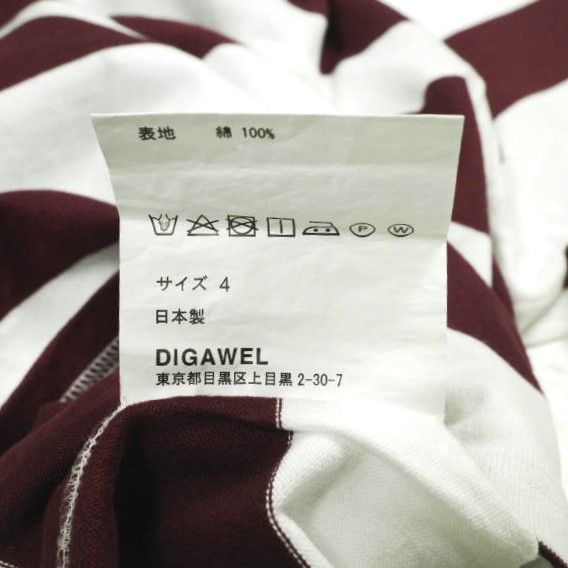 表地 綿 100%
P W
サイズ 4
日本製
DIGAWEL
東京都目黒区上目黒 2-30-7